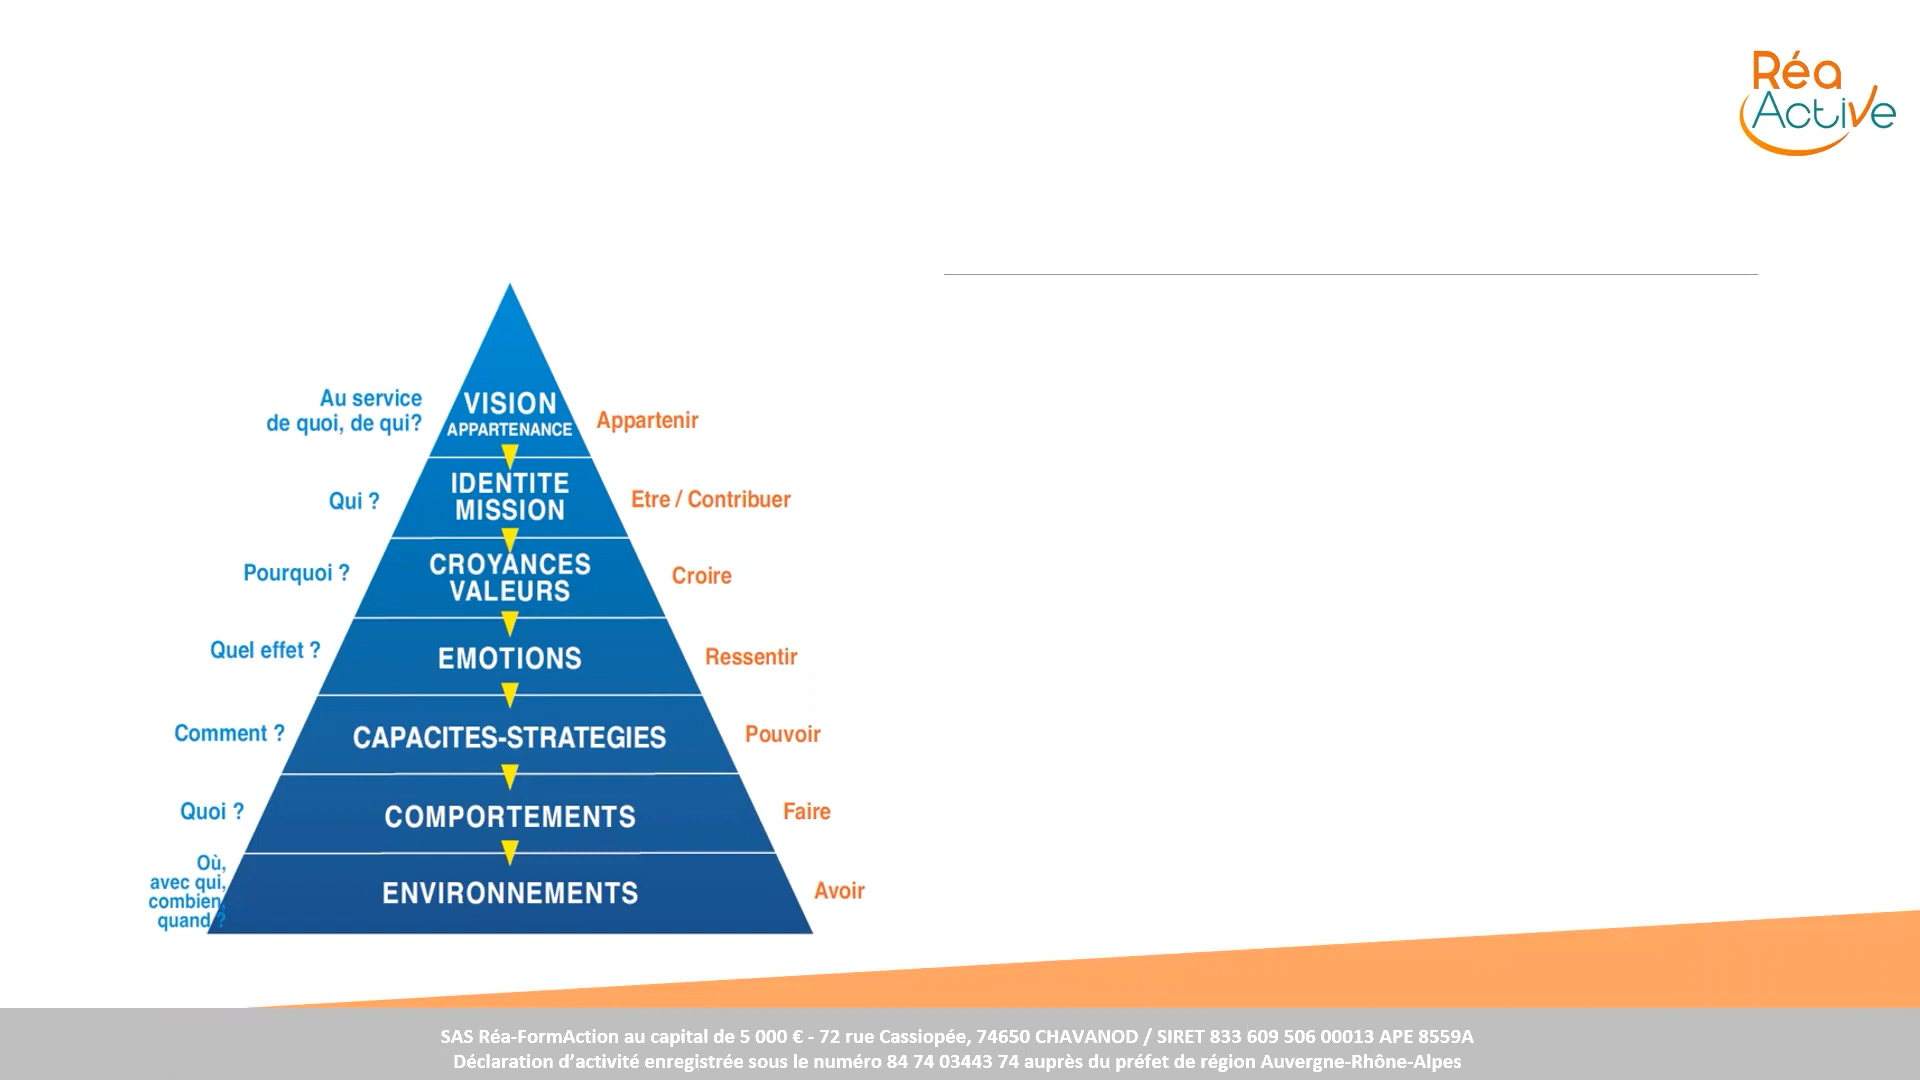 Réa
Active
Au service
de quoi, de qui?
VISION
APPARTENANCE
Appartenir
Qui ?
IDENTITE
MISSION
Etre / Contribuer
Pourquoi ?
CROYANCES
VALEURS
Croire
Quel effet ?
EMOTIONS
Ressentir
Comment ?
CAPACITES-STRATEGIES
Pouvoir
Quoi ?
COMPORTEMENTS
Faire
Où,
avec qui,
combien,
quand ?
ENVIRONNEMENTS
Avoir
SAS Réa-FormAction au capital de 5 000 € - 72 rue Cassiopée, 74650 CHAVANOD / SIRET 833 609 506 00013 APE 8559A
Déclaration d’activité enregistrée sous le numéro 84 74 03443 74 auprès du préfet de région Auvergne-Rhône-Alpes